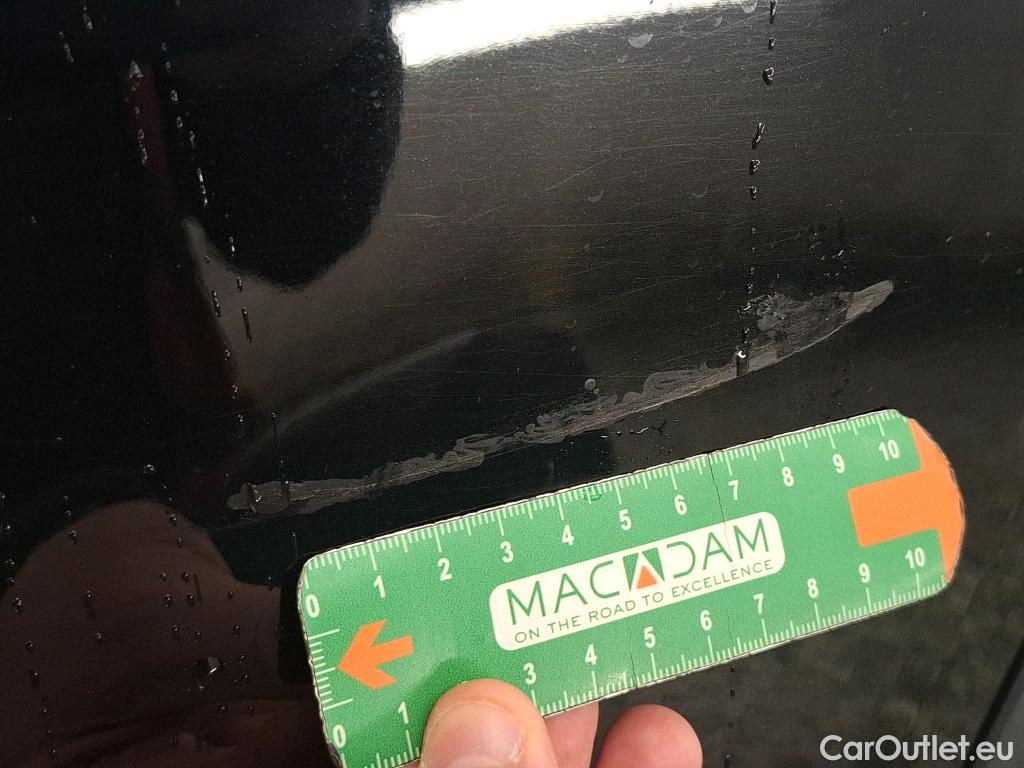 0 1 2 3 4 5 6 7 8 9 10
MACADAM
ON THE ROAD TO EXCELLENCE
0 1 3 4 5 6 7 8 9 10
CarOutlet.eu